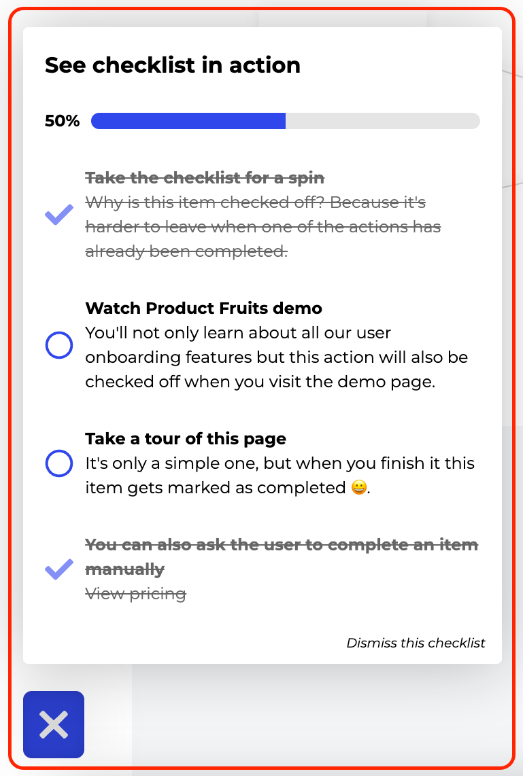 See checklist in action
50%
Take the checklist for a spin
Why is this item checked off? Because it's
harder to leave when one of the actions has
already been completed.
Watch Product Fruits demo
You'll not only learn about all our user
onboarding features but this action will also be
checked off when you visit the demo page.
Take a tour of this page
It's only a simple one, but when you finish it this
item gets marked as completed 😀.
You can also ask the user to complete an item
manually
View pricing
Dismiss this checklist